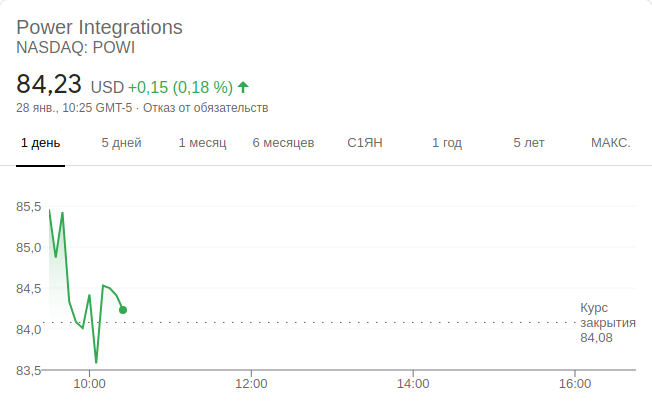 Power Integrations
NASDAQ: POWI
84,23 USD +0,15 (0,18 %)
28 янв., 10:25 GMT-5 · Отказ от обязательств
1 день 5 дней 1 месяц 6 месяцев С1ЯН 1 год 5 лет МАКС.
85,5
85,0
84,5
84,0
83,5
Курс
закрытия
84,08
10:00 12:00 14:00 16:00